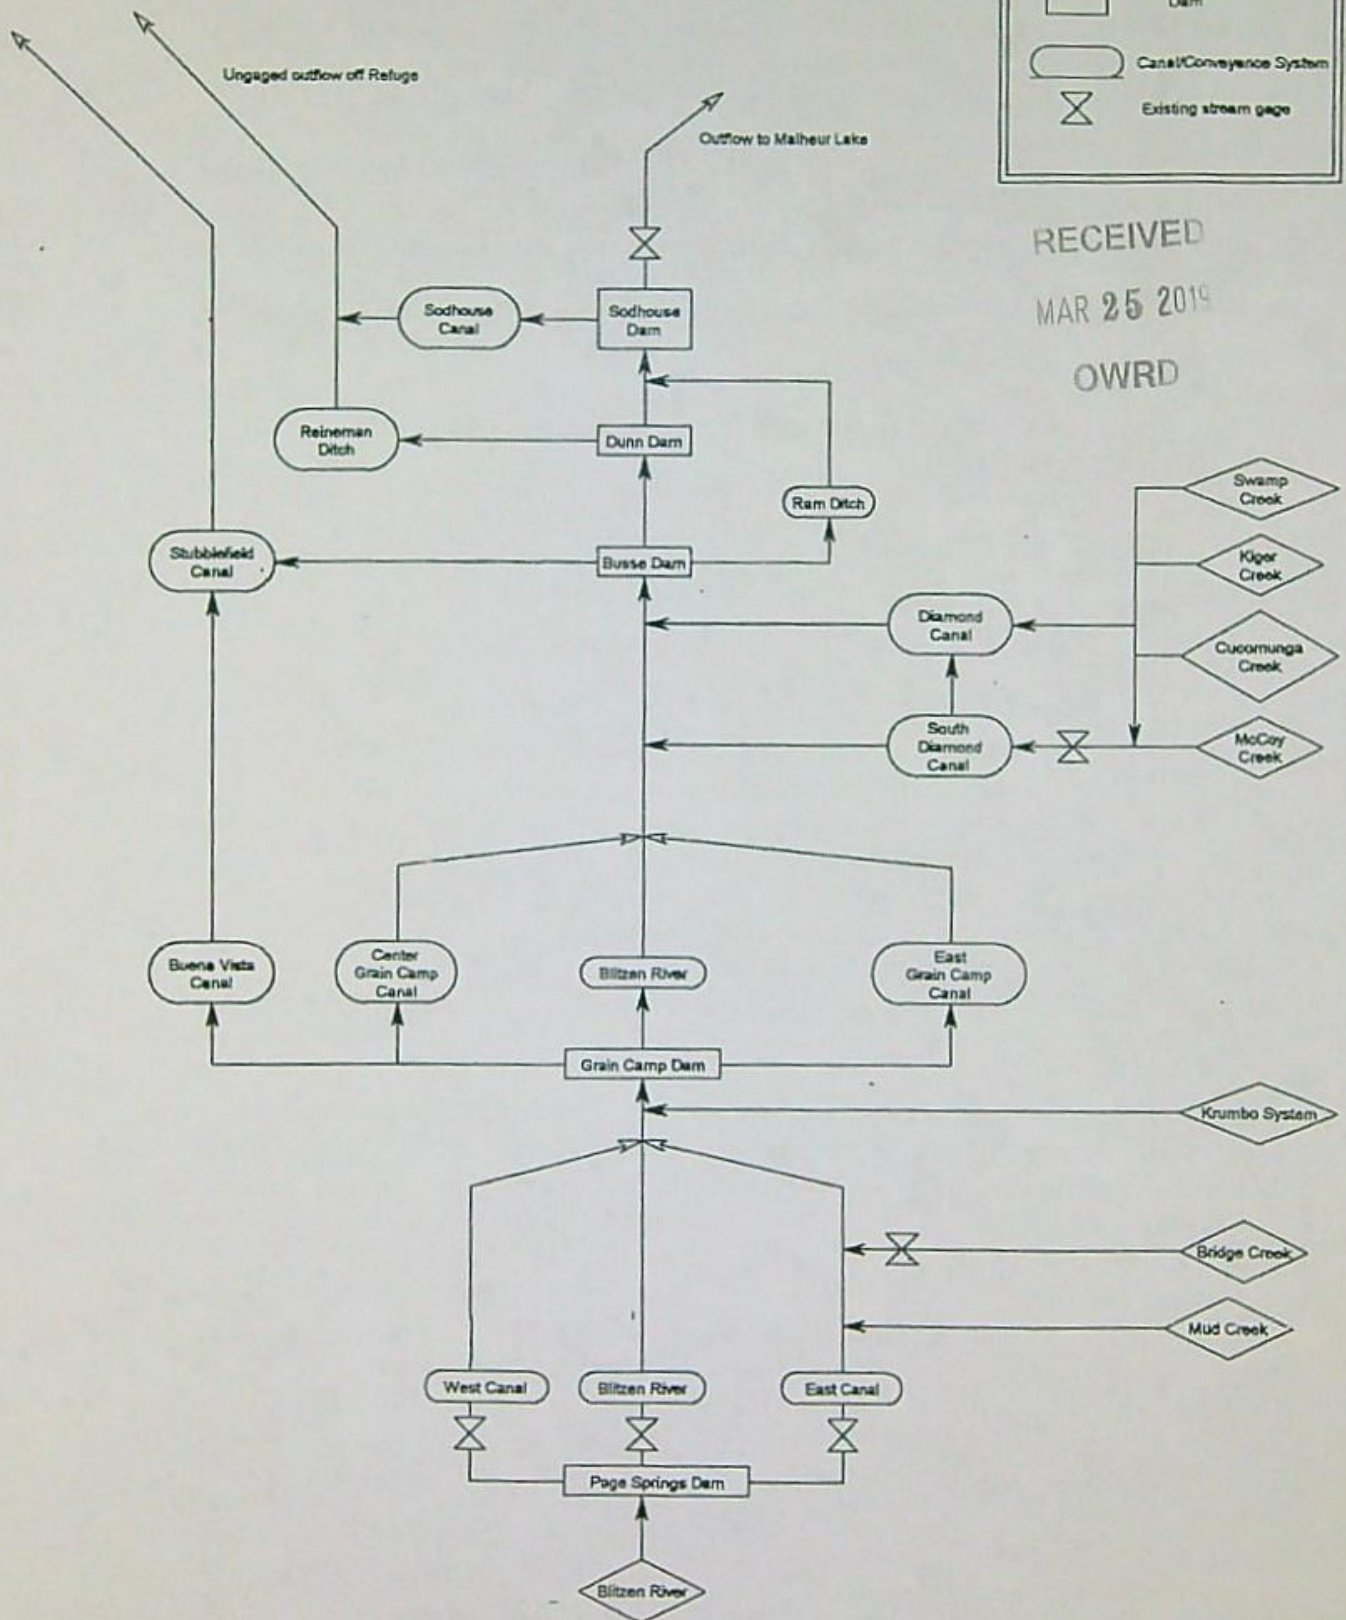 Dam
Canal/Conveyance System
Existing stream gage
Ungaged outflow off Refuge
Outflow to Malheur Lake
RECEIVED
MAR 25 2019
OWRD
Sodhouse
Canal
Sodhouse
Dam
Reineman
Ditch
Dunn Dam
Ram Ditch
Swamp
Creek
Stubblefield
Canal
Busse Dam
Kiger
Creek
Diamond
Canal
Cucomunga
Creek
South
Diamond
Canal
McCoy
Creek
Buena Vista
Canal
Center
Grain Camp
Canal
Blitzen River
East
Grain Camp
Canal
Grain Camp Dam
Krumbo System
Bridge Creek
Mud Creek
West Canal
Blitzen River
East Canal
Page Springs Dam
Blitzen River